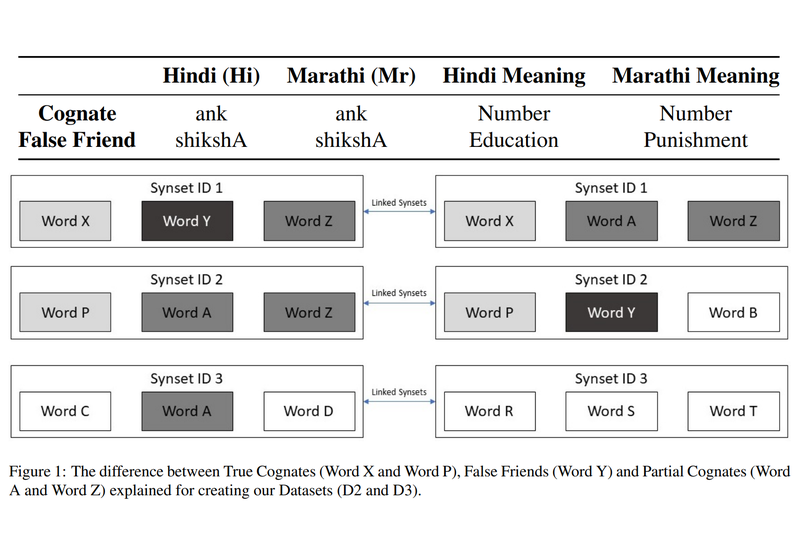 Hindi (Hi) Marathi (Mr) Hindi Meaning Marathi Meaning
Cognate ank ank Number Number
False Friend shikshA shikshA Education Punishment
Synset ID 1 Synset ID 1
Word X Word Y Word Z Linked Synsets Word X Word A Word Z
Synset ID 2 Synset ID 2
Word P Word A Word Z Linked Synsets Word P Word Y Word B
Synset ID 3 Synset ID 3
Word C Word A Word D Linked Synsets Word R Word S Word T
Figure 1: The difference between True Cognates (Word X and Word P), False Friends (Word Y) and Partial Cognates (Word
A and Word Z) explained for creating our Datasets (D2 and D3).